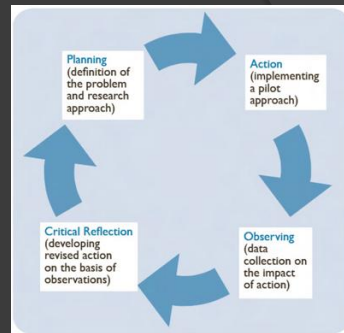 Planning
(definition of
the problem
and research
approach)
Action
(implementing
a pilot
approach)
Critical Reflection
(developing
revised action
on the basis of
observations)
Observing
(data
collection on
the impact
of action)